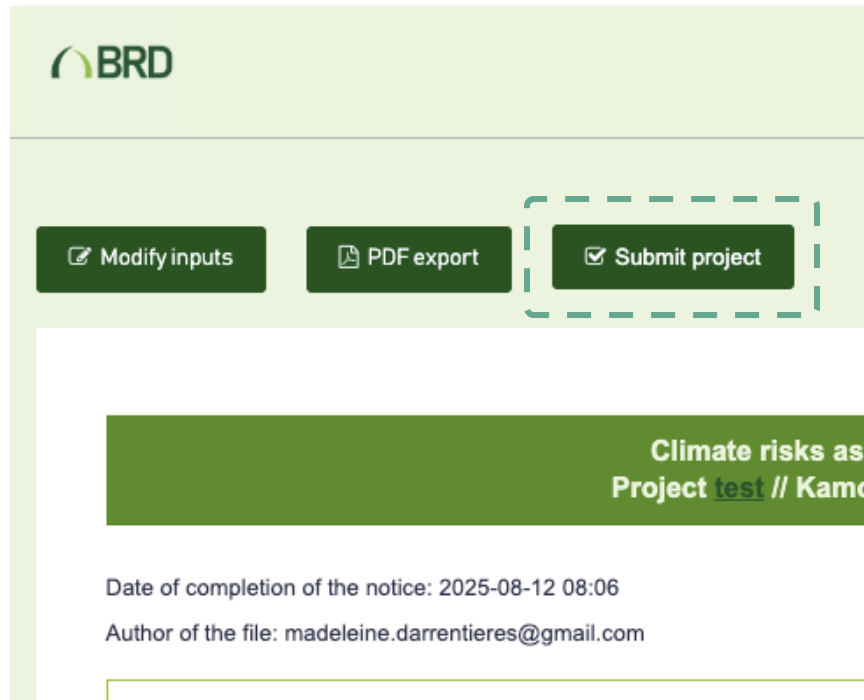 BRD
Modify inputs
PDF export
Submit project
Climate risks as
Project test // Kamo
Date of completion of the notice: 2025-08-12 08:06
Author of the file: madeleine.darrentieres@gmail.com